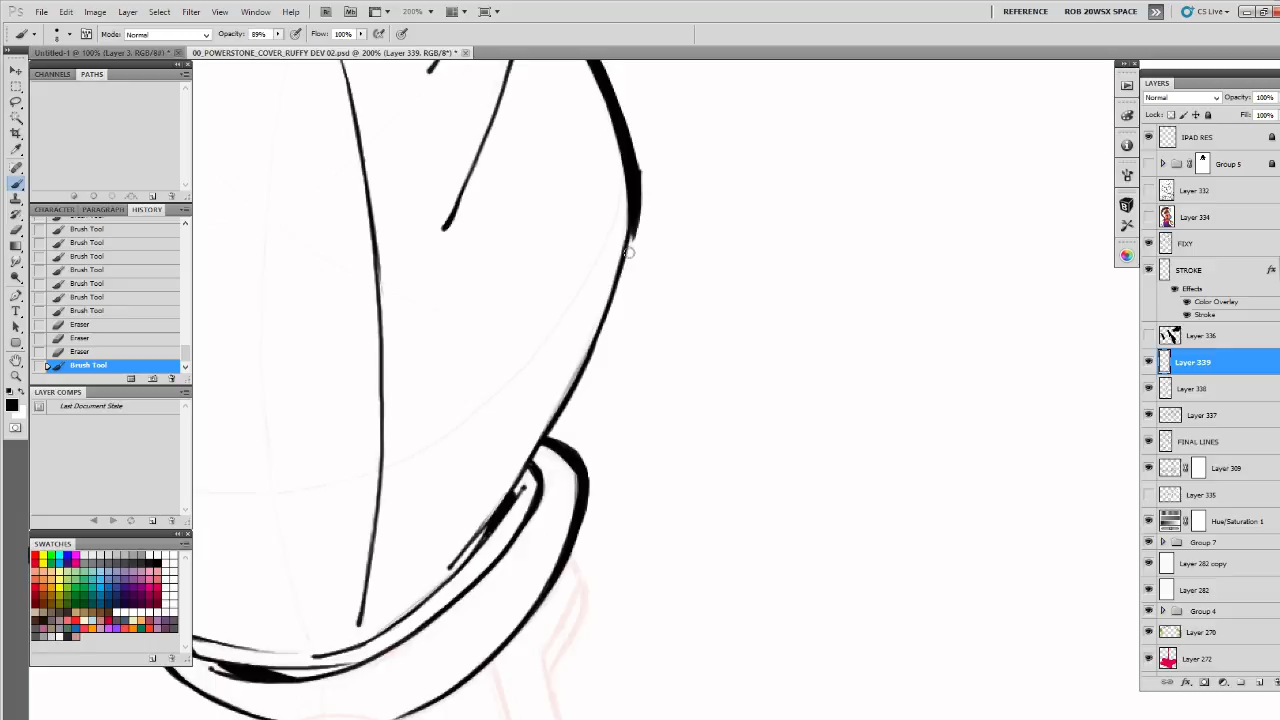 Ps File Edit Image Layer Select Filter View Window Help Br Mb 200% REFERENCE ROB 20WSX SPACE CS Live
8 Mode: Normal Opacity: 89% Flow: 100%
Untitled-1 @ 100% (Layer 3, RGB/8#) * 00_POWERSTONE_COVER_RUFFY DEV 02.psd @ 200% (Layer 339, RGB/8*) *
CHANNELS PATHS
CHARACTER PARAGRAPH HISTORY
Brush Tool
Brush Tool
Brush Tool
Brush Tool
Brush Tool
Brush Tool
Brush Tool
Eraser
Eraser
Eraser
Brush Tool
LAYER COMPS
Last Document State
SWATCHES
LAYERS
Normal Opacity: 100%
Lock: Fill: 100%
IPAD RES
Group 5
Layer 332
Layer 334
FIXY
STROKE fx
Effects
Color Overlay
Stroke
Layer 336
Layer 339
Layer 338
Layer 337
FINAL LINES
Layer 309
Layer 335
Hue/Saturation 1
Group 7
Layer 282 copy
Layer 282
Group 4
Layer 270
Layer 272